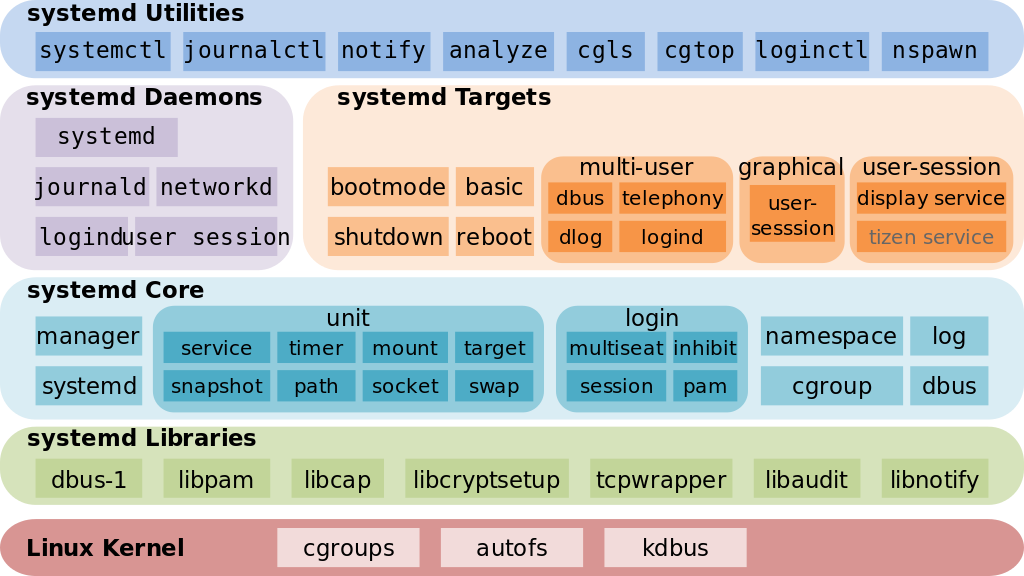 systemd Utilities
systemctl journalctl notify analyze cgls cgtop loginctl nspawn
systemd Daemons
systemd
journald networkd
logind user session
systemd Targets
bootmode basic
shutdown reboot
multi-user
dbus telephony
dlog logind
graphical
user-
sesssion
user-session
display service
tizen service
systemd Core
manager
systemd
unit
service timer mount target
snapshot path socket swap
login
multiseat inhibit
session pam
namespace log
cgroup dbus
systemd Libraries
dbus-1 libpam libcap libcryptsetup tcpwrapper libaudit libnotify
Linux Kernel cgroups autofs kdbus